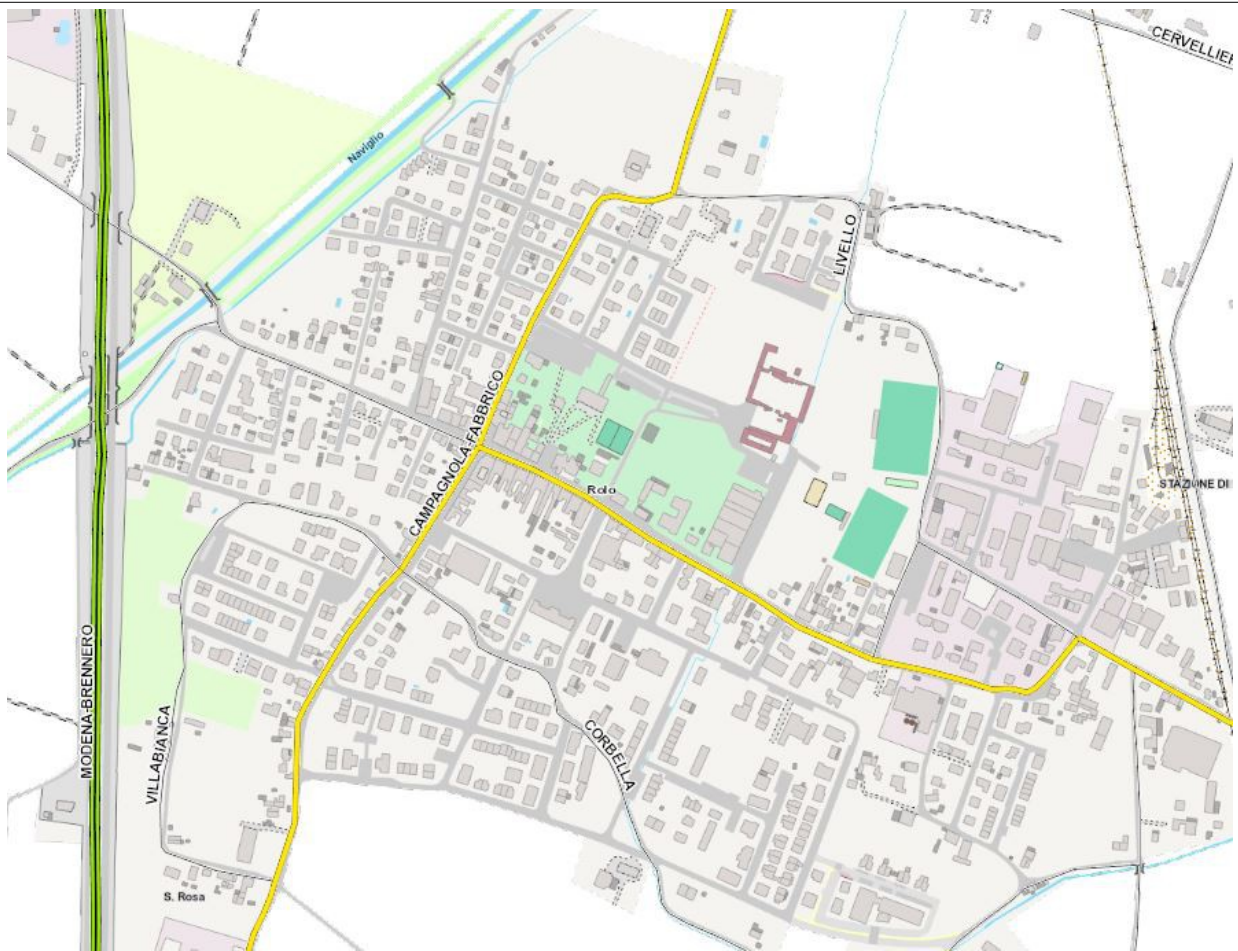 CERVELLIER
Naviglio
LIVELLO
CAMPAGNOLA-FABBRICO
Rolo
STAZIONE DI
MODENA-BRENNERO
VILLABIANCA
CORBELLA
S. Rosa